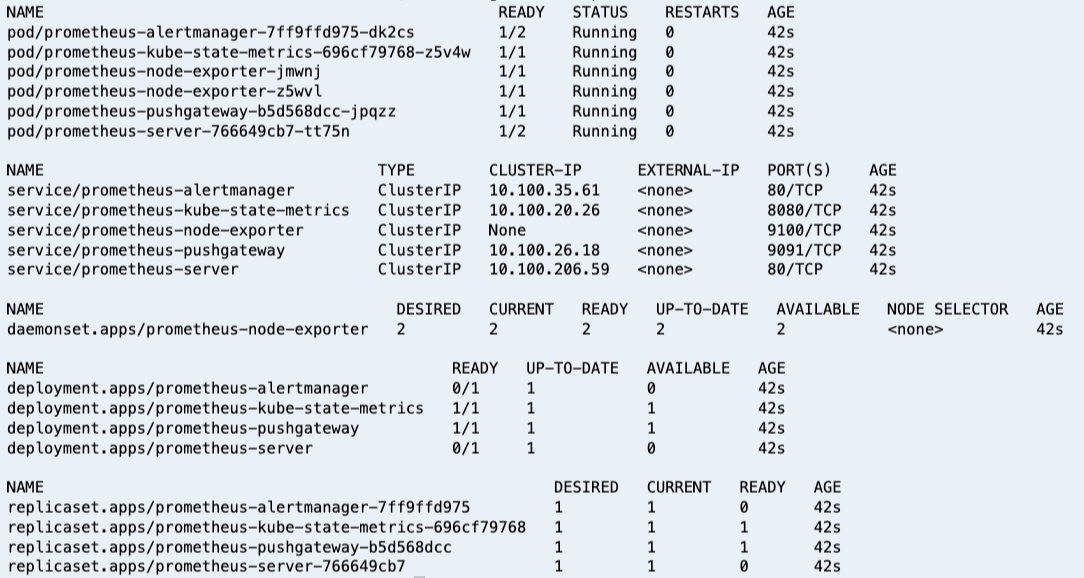 NAME READY STATUS RESTARTS AGE
pod/prometheus-alertmanager-7ff9ffd975-dk2cs 1/2 Running 0 42s
pod/prometheus-kube-state-metrics-696cf79768-z5v4w 1/1 Running 0 42s
pod/prometheus-node-exporter-jmwnj 1/1 Running 0 42s
pod/prometheus-node-exporter-z5wvl 1/1 Running 0 42s
pod/prometheus-pushgateway-b5d568dcc-jpqzz 1/1 Running 0 42s
pod/prometheus-server-766649cb7-tt75n 1/2 Running 0 42s
NAME TYPE CLUSTER-IP EXTERNAL-IP PORT(S) AGE
service/prometheus-alertmanager ClusterIP 10.100.35.61 <none> 80/TCP 42s
service/prometheus-kube-state-metrics ClusterIP 10.100.20.26 <none> 8080/TCP 42s
service/prometheus-node-exporter ClusterIP None <none> 9100/TCP 42s
service/prometheus-pushgateway ClusterIP 10.100.26.18 <none> 9091/TCP 42s
service/prometheus-server ClusterIP 10.100.206.59 <none> 80/TCP 42s
NAME DESIRED CURRENT READY UP-TO-DATE AVAILABLE NODE SELECTOR AGE
daemonset.apps/prometheus-node-exporter 2 2 2 2 2 <none> 42s
NAME READY UP-TO-DATE AVAILABLE AGE
deployment.apps/prometheus-alertmanager 0/1 1 0 42s
deployment.apps/prometheus-kube-state-metrics 1/1 1 1 42s
deployment.apps/prometheus-pushgateway 1/1 1 1 42s
deployment.apps/prometheus-server 0/1 1 0 42s
NAME DESIRED CURRENT READY AGE
replicaset.apps/prometheus-alertmanager-7ff9ffd975 1 1 0 42s
replicaset.apps/prometheus-kube-state-metrics-696cf79768 1 1 1 42s
replicaset.apps/prometheus-pushgateway-b5d568dcc 1 1 1 42s
replicaset.apps/prometheus-server-766649cb7 1 1 0 42s